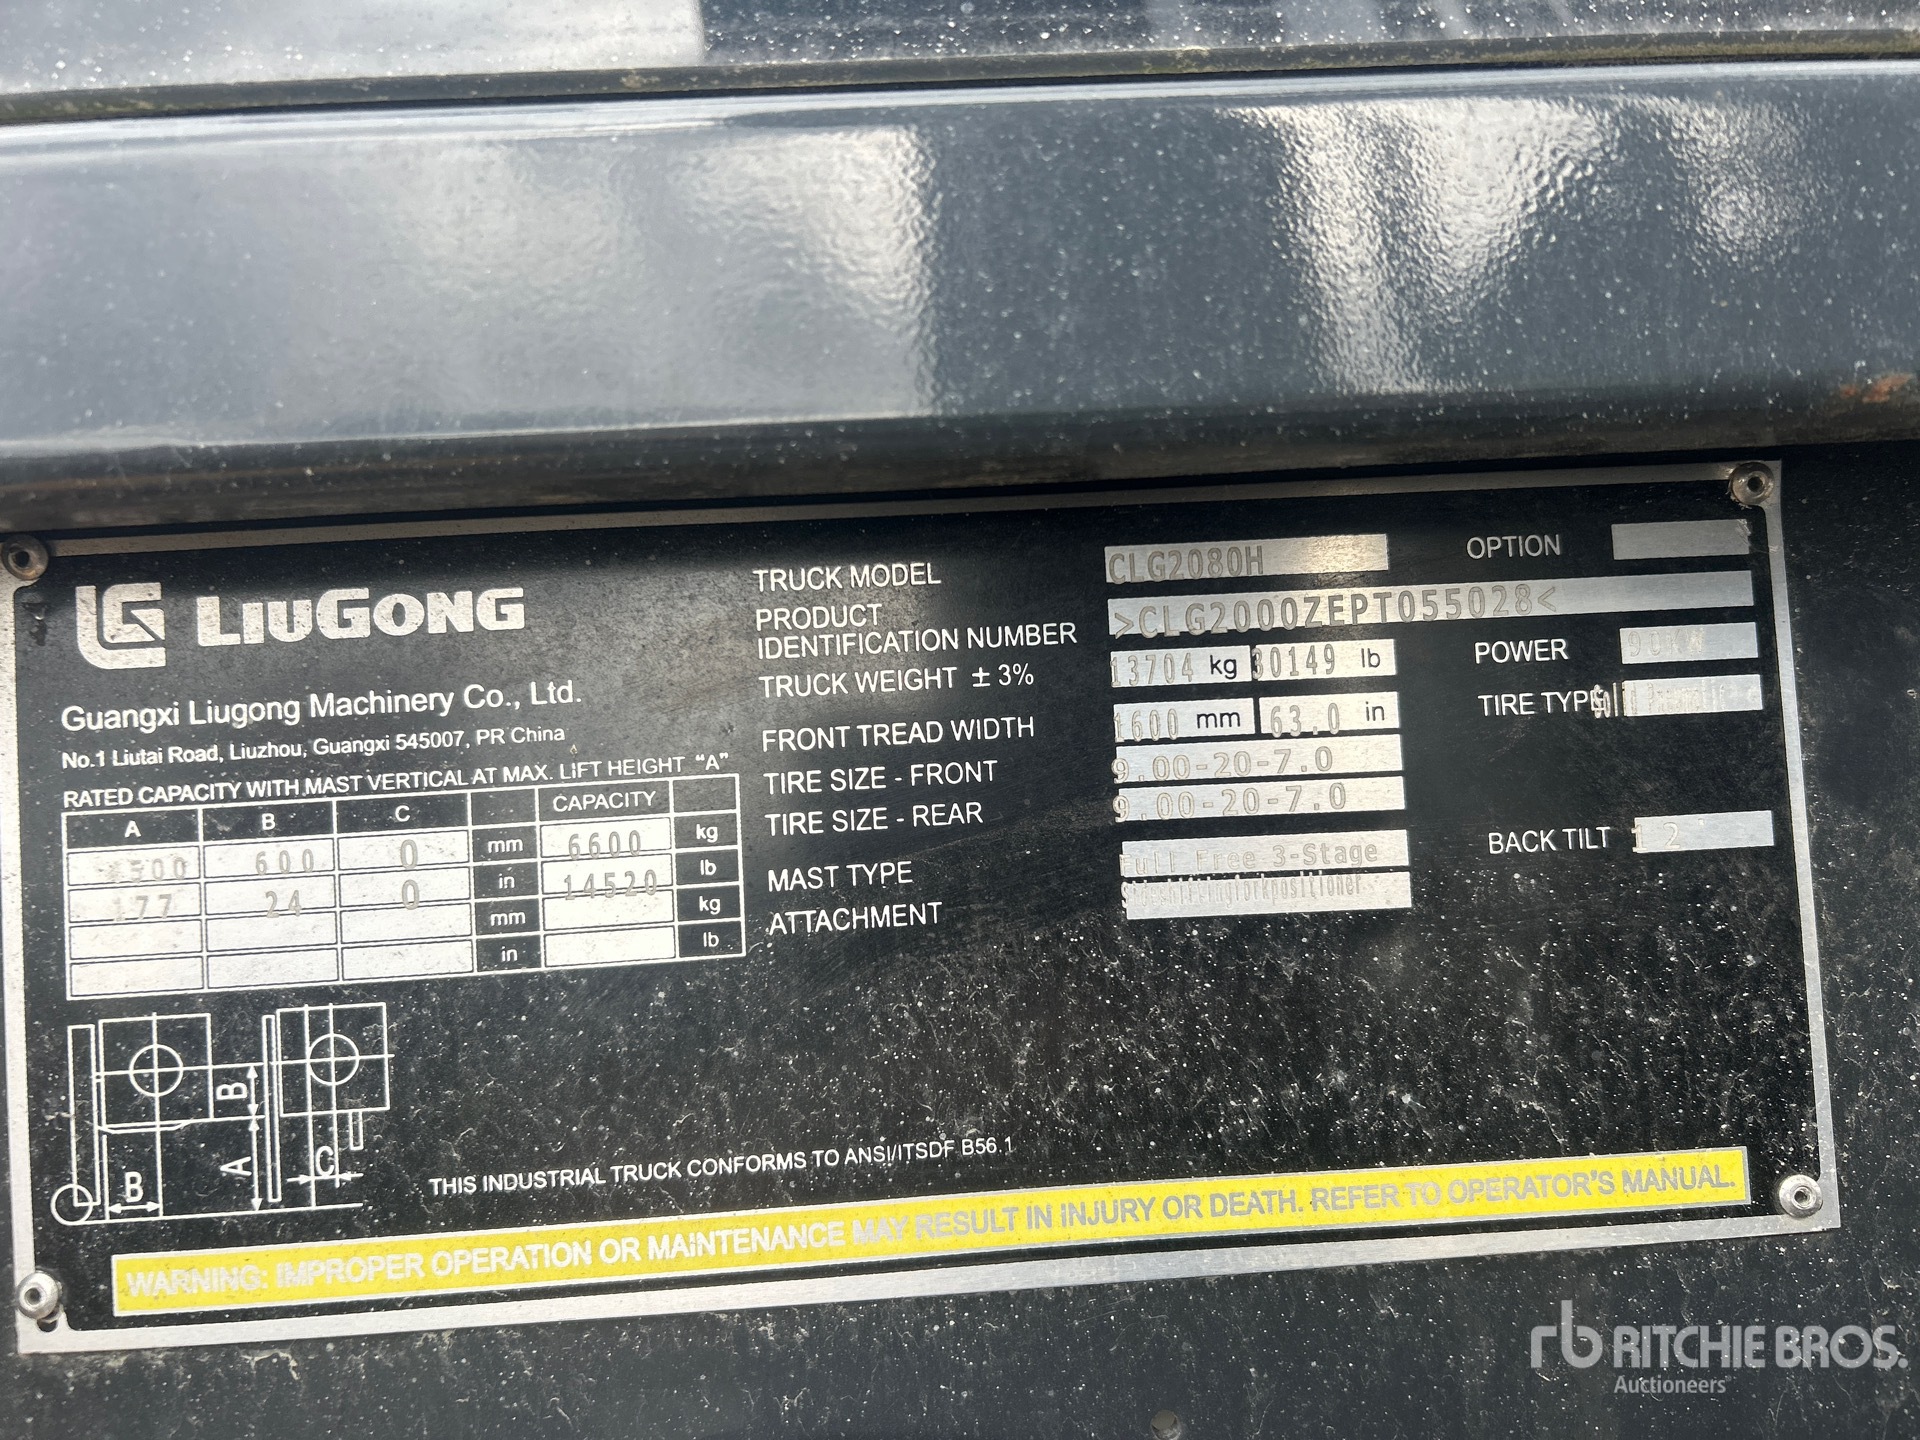 LG LIUGONG
Guangxi Liugong Machinery Co., Ltd.
No.1 Liutai Road, Liuzhou, Guangxi 545007, PR China
RATED CAPACITY WITH MAST VERTICAL AT MAX. LIFT HEIGHT "A"
A B C CAPACITY
4500 600 0 mm 6600 kg
177 24 0 in 14520 lb
mm kg
in lb
TRUCK MODEL CLG2080H OPTION
PRODUCT
IDENTIFICATION NUMBER >CLG2000ZEPT055028<
TRUCK WEIGHT ± 3% 13704 kg 30149 lb POWER
FRONT TREAD WIDTH 1600 mm 63.0 in TIRE TYPE Solid Pneumatic
TIRE SIZE - FRONT 9.00-20-7.0
TIRE SIZE - REAR 9.00-20-7.0
MAST TYPE Full Free 3-Stage BACK TILT 12
ATTACHMENT
B A C B
THIS INDUSTRIAL TRUCK CONFORMS TO ANSI/ITSDF B56.1
WARNING: IMPROPER OPERATION OR MAINTENANCE MAY RESULT IN INJURY OR DEATH. REFER TO OPERATOR'S MANUAL.
rb RITCHIE BROS.
Auctioneers